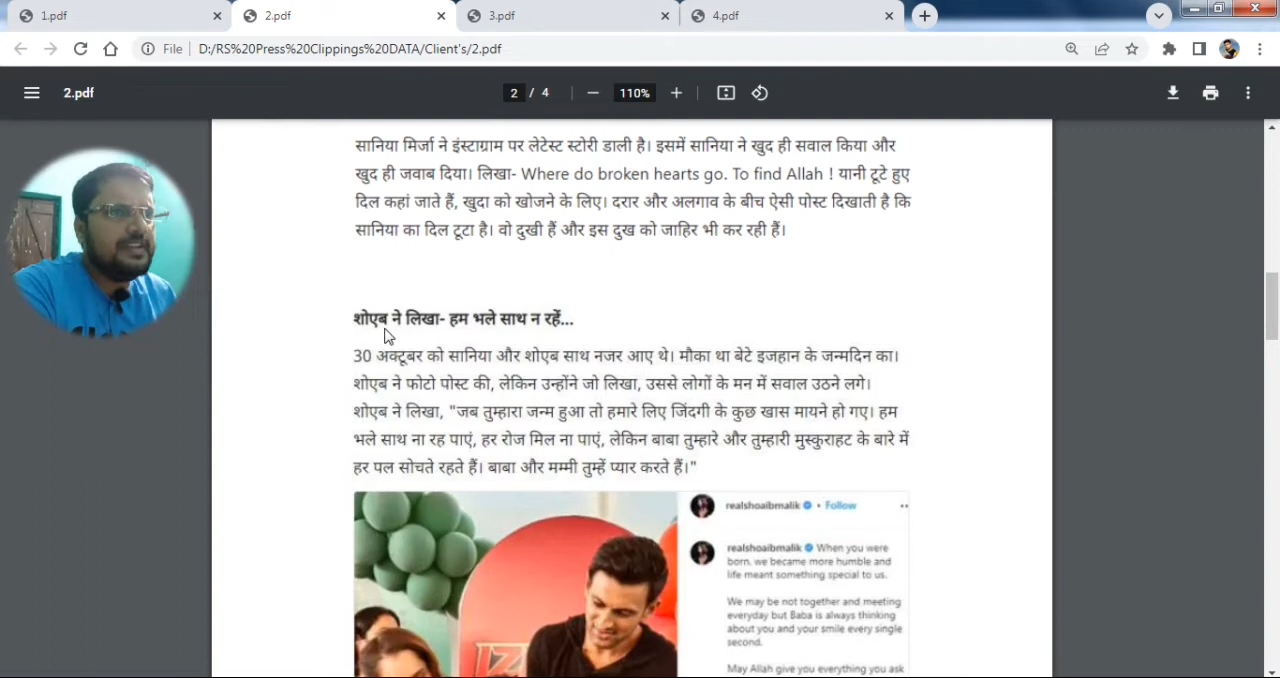 1.pdf
2.pdf
3.pdf
4.pdf
File
D:/RS%20Press%20Clippings%20DATA/Client's/2.pdf
2.pdf
2 / 4
110%
सानिया मिर्जा ने इंस्टाग्राम पर लेटेस्ट स्टोरी डाली है। इसमें सानिया ने खुद ही सवाल किया और
खुद ही जवाब दिया। लिखा- Where do broken hearts go. To find Allah ! यानी टूटे हुए
दिल कहां जाते हैं, खुदा को खोजने के लिए। दरार और अलगाव के बीच ऐसी पोस्ट दिखाती है कि
सानिया का दिल टूटा है। वो दुखी हैं और इस दुख को जाहिर भी कर रही हैं।
शोएब ने लिखा- हम भले साथ न रहें...
30 अक्टूबर को सानिया और शोएब साथ नजर आए थे। मौका था बेटे इजहान के जन्मदिन का।
शोएब ने फोटो पोस्ट की, लेकिन उन्होंने जो लिखा, उससे लोगों के मन में सवाल उठने लगे।
शोएब ने लिखा, "जब तुम्हारा जन्म हुआ तो हमारे लिए जिंदगी के कुछ खास मायने हो गए। हम
भले साथ ना रह पाएं, हर रोज मिल ना पाएं, लेकिन बाबा तुम्हारे और तुम्हारी मुस्कुराहट के बारे में
हर पल सोचते रहते हैं। बाबा और मम्मी तुम्हें प्यार करते हैं।"
realshoaibmalik • Follow
realshoaibmalik When you were
born, we became more humble and
life meant something special to us.
We may be not together and meeting
everyday but Baba is always thinking
about you and your smile every single
second.
May Allah give you everything you ask